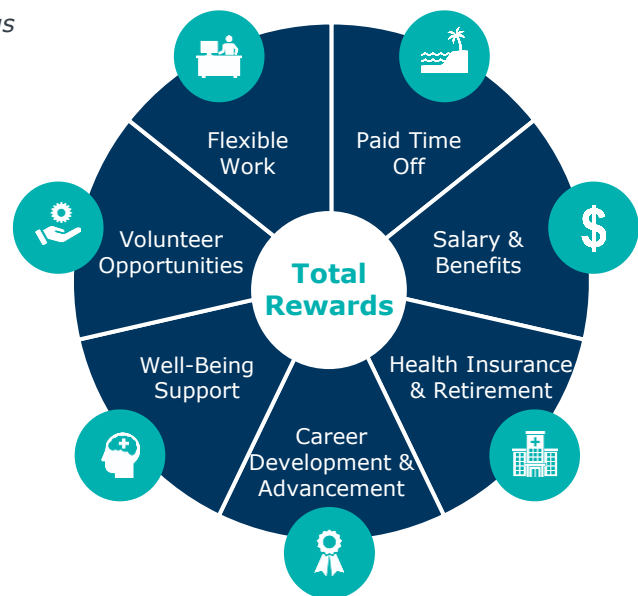 us
Flexible
Work
Paid Time
Off
Volunteer
Opportunities
Salary &
Benefits
Total
Rewards
Well-Being
Support
Health Insurance
& Retirement
Career
Development &
Advancement
$